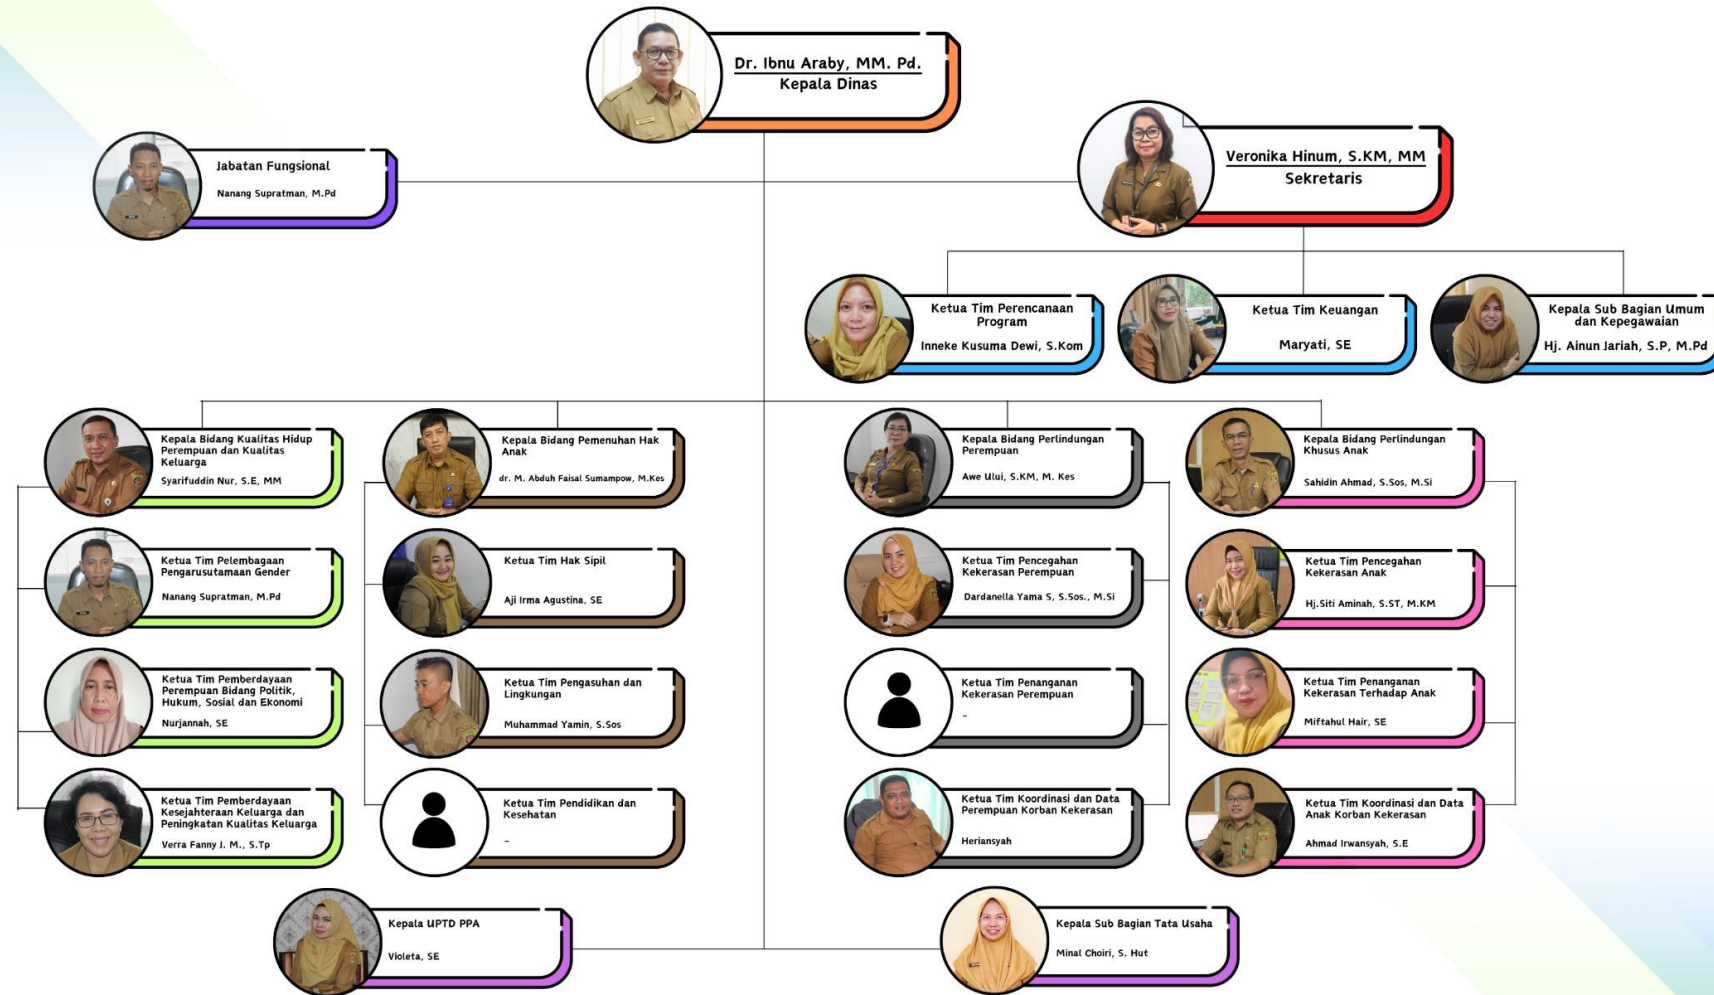 Dr. Ibnu Araby, MM. Pd.
Kepala Dinas
Jabatan Fungsional
Nanang Supratman, M.Pd
Veronika Hinum, S.KM, MM
Sekretaris
Ketua Tim Perencanaan
Program
Inneke Kusuma Dewi, S.Kom
Ketua Tim Keuangan
Maryati, SE
Kepala Sub Bagian Umum
dan Kepegawaian
Hj. Ainun Jariah, S.P, M.Pd
Kepala Bidang Kualitas Hidup
Perempuan dan Kualitas
Keluarga
Syarifuddin Nur, S.E, MM
Kepala Bidang Pemenuhan Hak
Anak
dr. M. Abduh Faisal Sumampow, M.Kes
Kepala Bidang Perlindungan
Perempuan
Awe Ului, S.KM, M. Kes
Kepala Bidang Perlindungan
Khusus Anak
Sahidin Ahmad, S.Sos, M.Si
Ketua Tim Pelembagaan
Pengarusutamaan Gender
Nanang Supratman, M.Pd
Ketua Tim Hak Sipil
Aji Irma Agustina, SE
Ketua Tim Pencegahan
Kekerasan Perempuan
Dardanella Yama S, S.Sos., M.Si
Ketua Tim Pencegahan
Kekerasan Anak
Hj.Siti Aminah, S.ST, M.KM
Ketua Tim Pemberdayaan
Perempuan Bidang Politik,
Hukum, Sosial dan Ekonomi
Nurjannah, SE
Ketua Tim Pengasuhan dan
Lingkungan
Muhammad Yamin, S.Sos
Ketua Tim Penanganan
Kekerasan Perempuan
-
Ketua Tim Penanganan
Kekerasan Terhadap Anak
Miftahul Hair, SE
Ketua Tim Pemberdayaan
Kesejahteraan Keluarga dan
Peningkatan Kualitas Keluarga
Verra Fanny J. M., S.Tp
Ketua Tim Pendidikan dan
Kesehatan
-
Ketua Tim Koordinasi dan Data
Perempuan Korban Kekerasan
Heriansyah
Ketua Tim Koordinasi dan Data
Anak Korban Kekerasan
Ahmad Irwansyah, S.E
Kepala UPTD PPA
Violeta, SE
Kepala Sub Bagian Tata Usaha
Minal Choiri, S. Hut